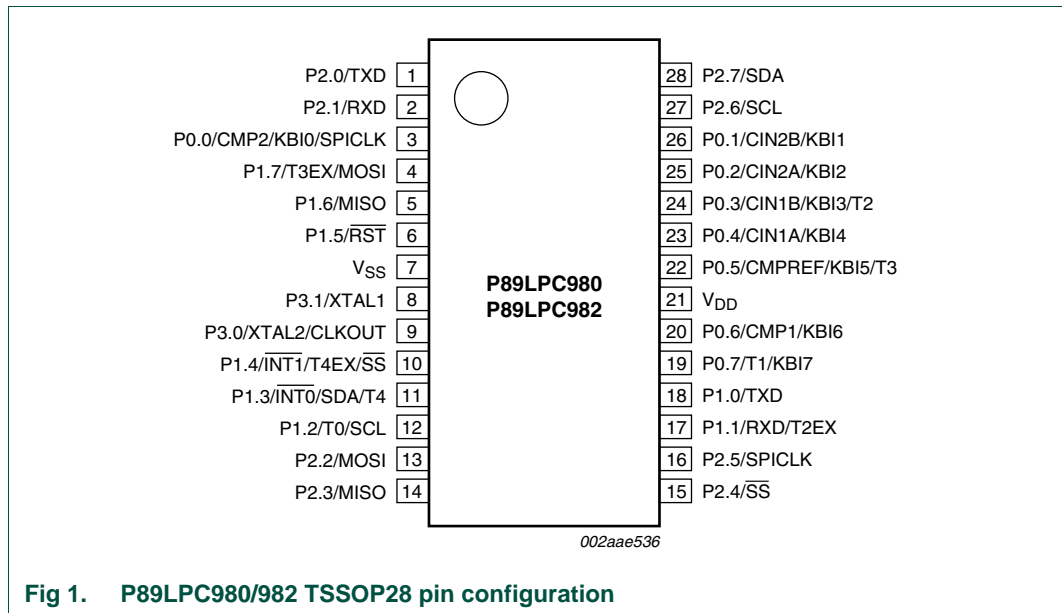 P2.0/TXD 1
P2.1/RXD 2
P0.0/CMP2/KBI0/SPICLK 3
P1.7/T3EX/MOSI 4
P1.6/MISO 5
P1.5/R̅S̅T̅ 6
VSS 7
P3.1/XTAL1 8
P3.0/XTAL2/CLKOUT 9
P1.4/I̅N̅T̅1̅/T4EX/S̅S̅ 10
P1.3/I̅N̅T̅0̅/SDA/T4 11
P1.2/T0/SCL 12
P2.2/MOSI 13
P2.3/MISO 14
P89LPC980
P89LPC982
28 P2.7/SDA
27 P2.6/SCL
26 P0.1/CIN2B/KBI1
25 P0.2/CIN2A/KBI2
24 P0.3/CIN1B/KBI3/T2
23 P0.4/CIN1A/KBI4
22 P0.5/CMPREF/KBI5/T3
21 VDD
20 P0.6/CMP1/KBI6
19 P0.7/T1/KBI7
18 P1.0/TXD
17 P1.1/RXD/T2EX
16 P2.5/SPICLK
15 P2.4/S̅S̅
002aae536
Fig 1. P89LPC980/982 TSSOP28 pin configuration